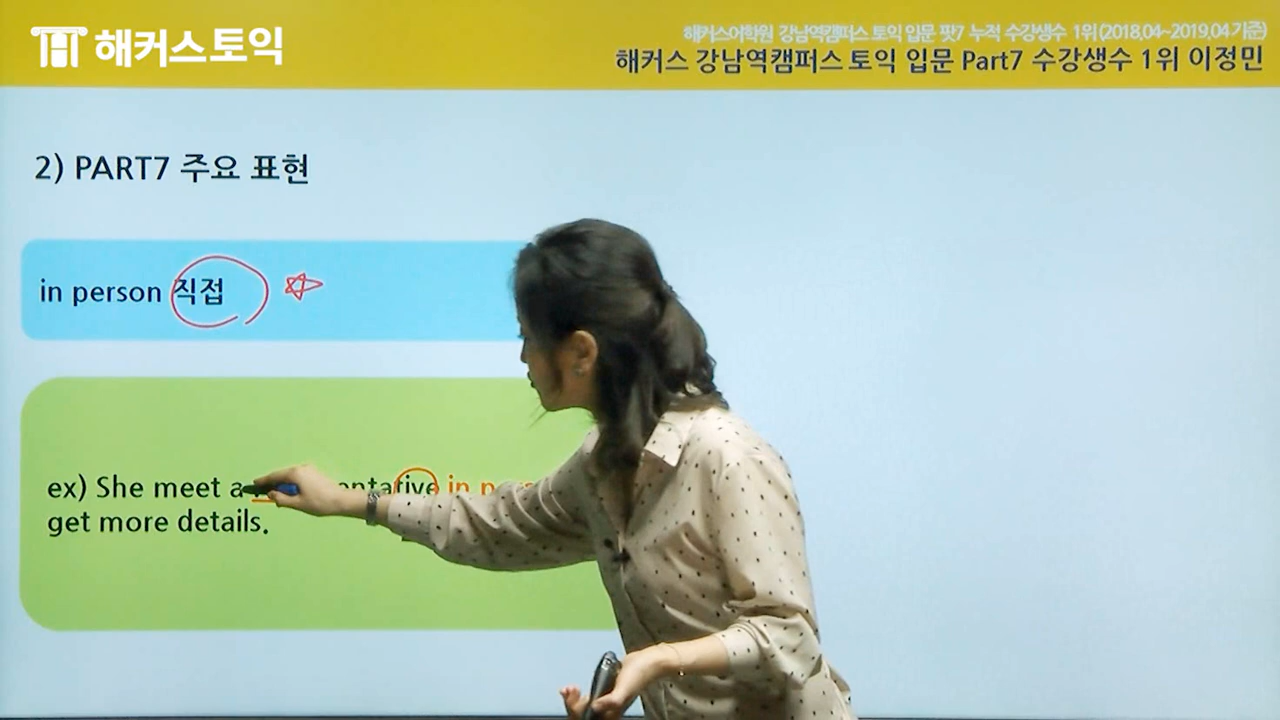 해커스토익
해커스어학원 강남역캠퍼스 토익 입문 팟7 누적 수강생수 1위(2018.04~2019.04 기준)
해커스 강남역캠퍼스 토익 입문 Part7 수강생수 1위 이정민
2) PART7 주요 표현
in person 직접
ex) She meet a in
get more details.